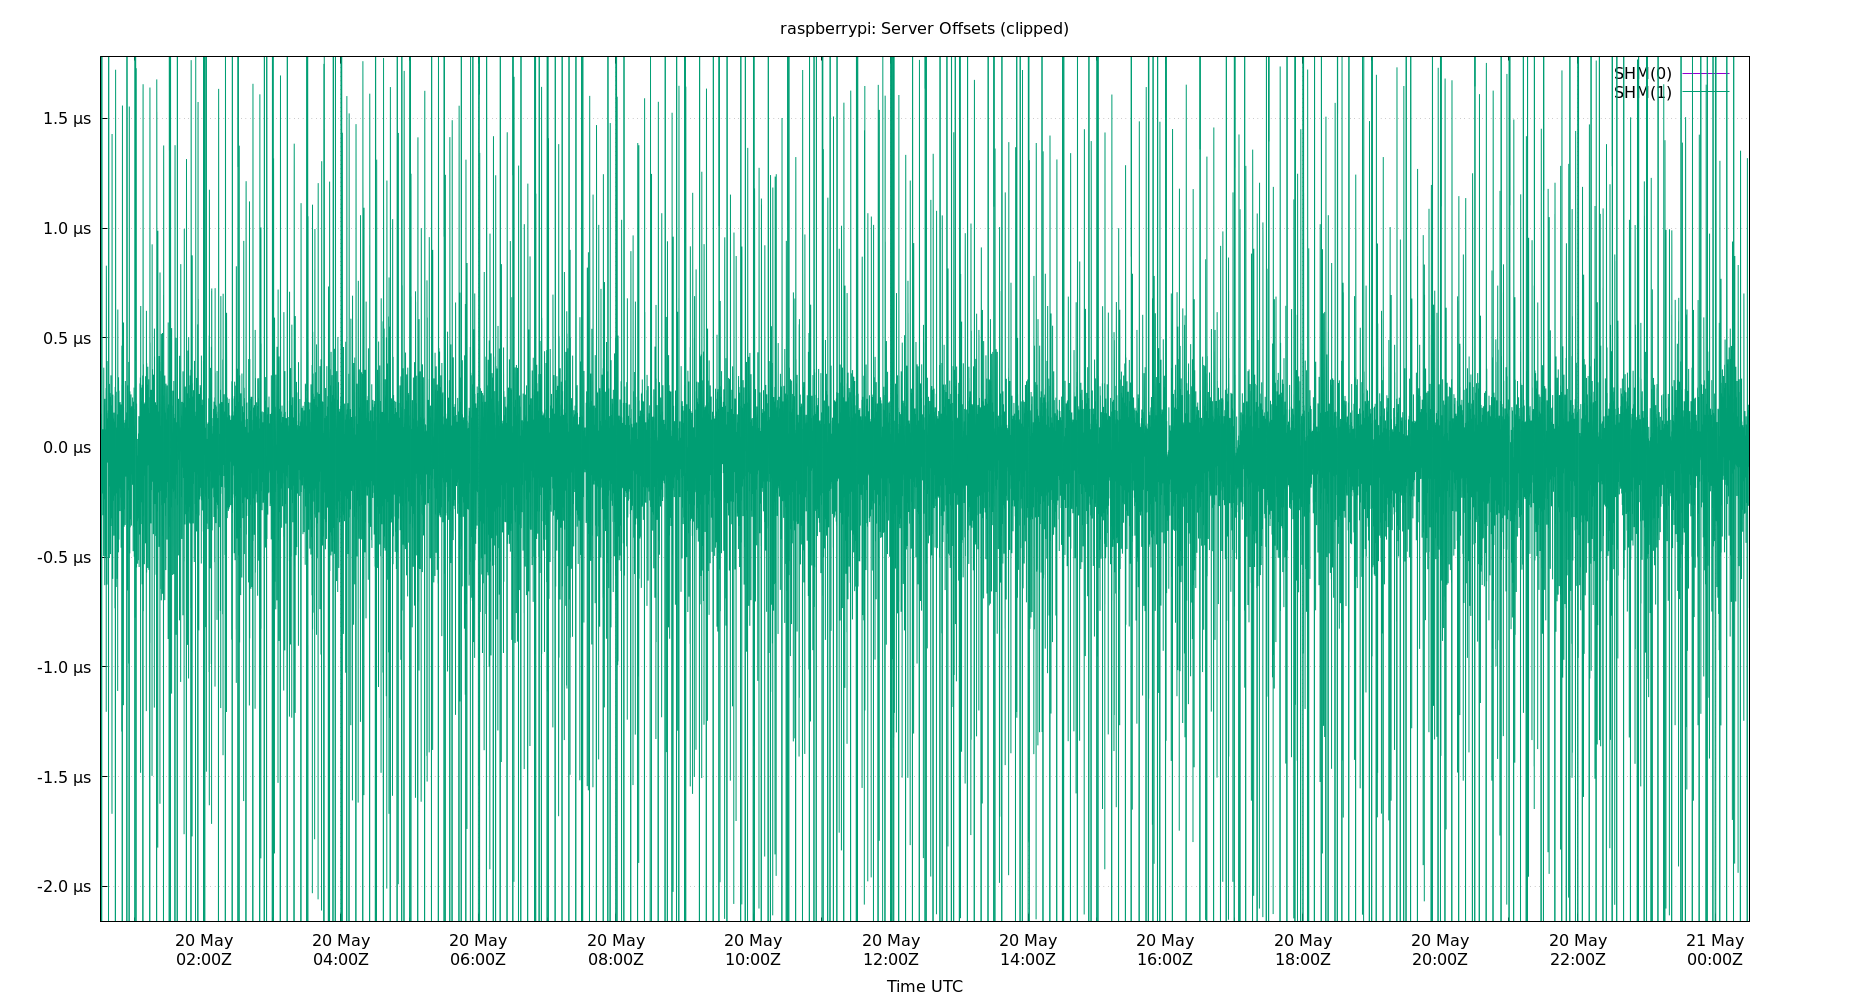 raspberrypi: Server Offsets (clipped)
SHM(0)
SHM(1)
1.5 µs
1.0 µs
0.5 µs
0.0 µs
-0.5 µs
-1.0 µs
-1.5 µs
-2.0 µs
20 May 20 May 20 May 20 May 20 May 20 May 20 May 20 May 20 May 20 May 20 May 21 May
02:00Z 04:00Z 06:00Z 08:00Z 10:00Z 12:00Z 14:00Z 16:00Z 18:00Z 20:00Z 22:00Z 00:00Z
Time UTC